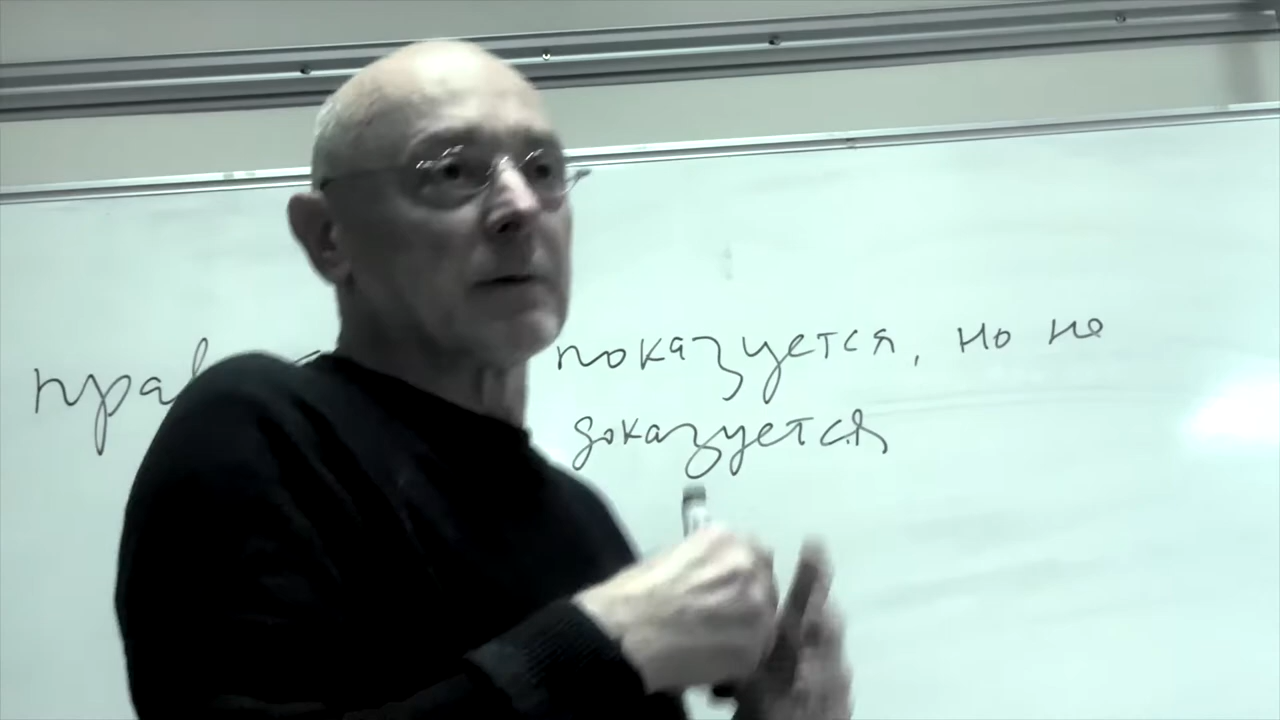 показуется, но не
доказуется